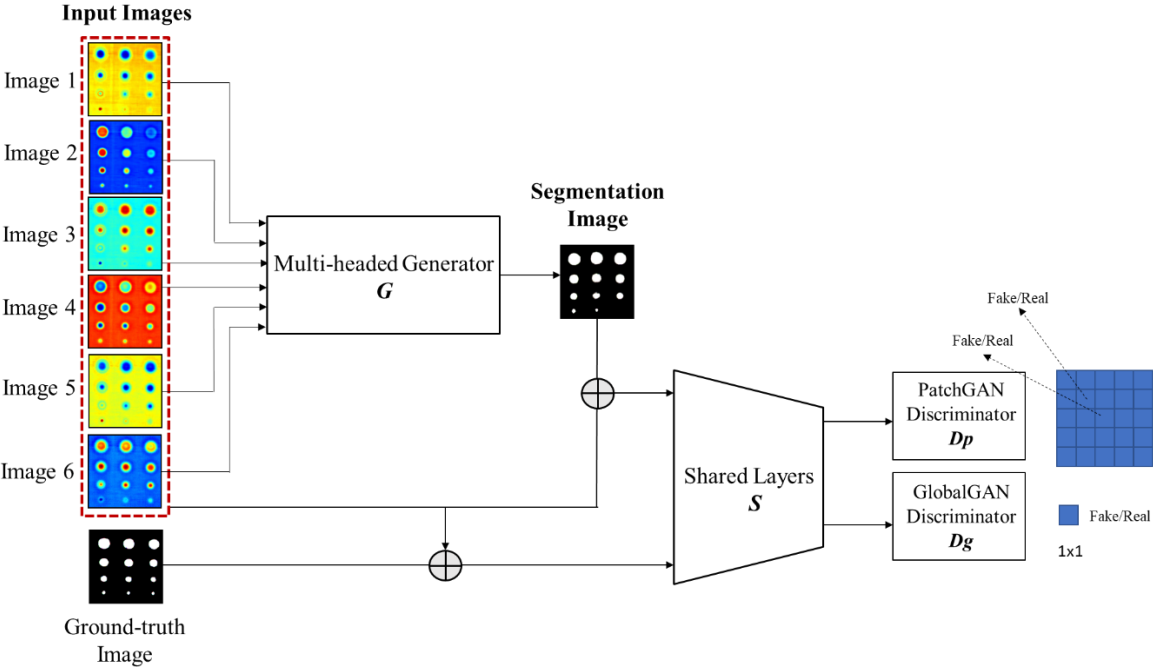 Input Images
Image 1
Image 2
Image 3
Image 4
Image 5
Image 6
Ground-truth
Image
Multi-headed Generator
G
Segmentation
Image
Shared Layers
S
PatchGAN
Discriminator
Dp
GlobalGAN
Discriminator
Dg
Fake/Real
Fake/Real
Fake/Real
1x1